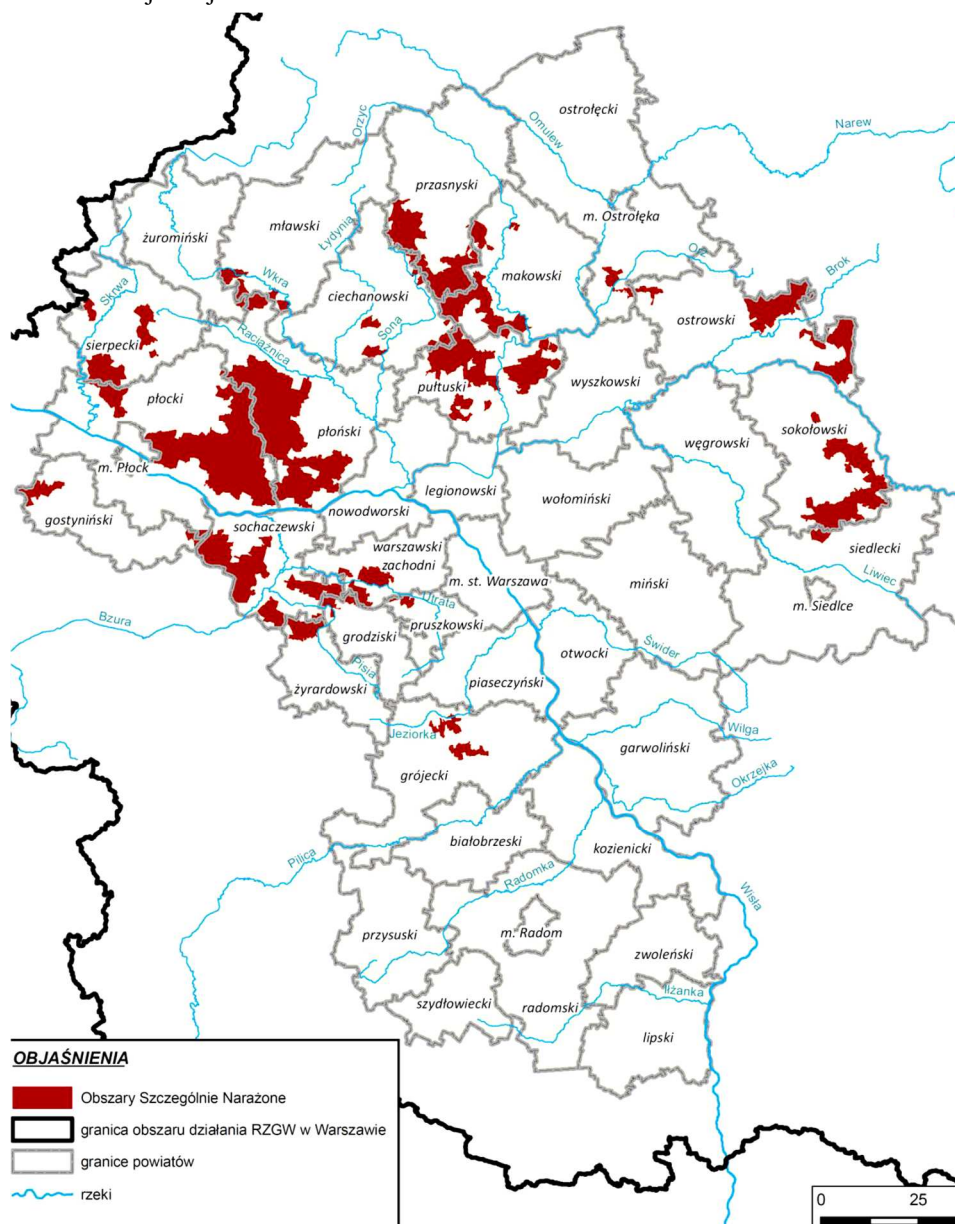 ostrołęcki
Narew
Orzyc
Omulew
przasnyski
m. Ostrołęka
żuromiński
mławski
Łydynia
makowski
Orz
Brok
Wkra
ciechanowski
Skrwa
Sona
ostrowski
sierpecki
Raciąźnica
płocki
pułtuski
wyszkowski
płoński
węgrowski
sokołowski
m. Płock
legionowski
wołomiński
gostyniński
sochaczewski
nowodworski
siedlecki
warszawski
zachodni
m. st. Warszawa
miński
Liwiec
Bzura
Utrata
m. Siedlce
pruszkowski
grodziski
otwocki
Świder
Pisia
żyrardowski
piaseczyński
Jeziorka
Wilga
garwoliński
grójecki
Okrzejka
białobrzeski
kozienicki
Pilica
Radomka
Wisła
przysuski
m. Radom
zwoleński
szydłowiecki
radomski
Iłżanka
lipski
OBJAŚNIENIA
Obszary Szczególnie Narażone
granica obszaru działania RZGW w Warszawie
granice powiatów
rzeki
0 25